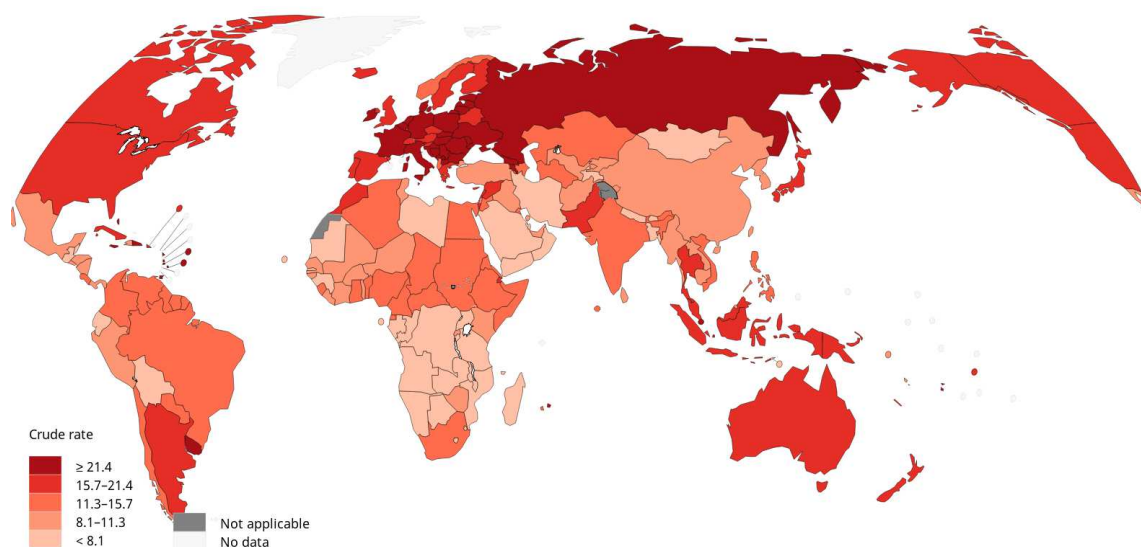 Crude rate
≥ 21.4
15.7–21.4
11.3–15.7
8.1–11.3
< 8.1
Not applicable
No data